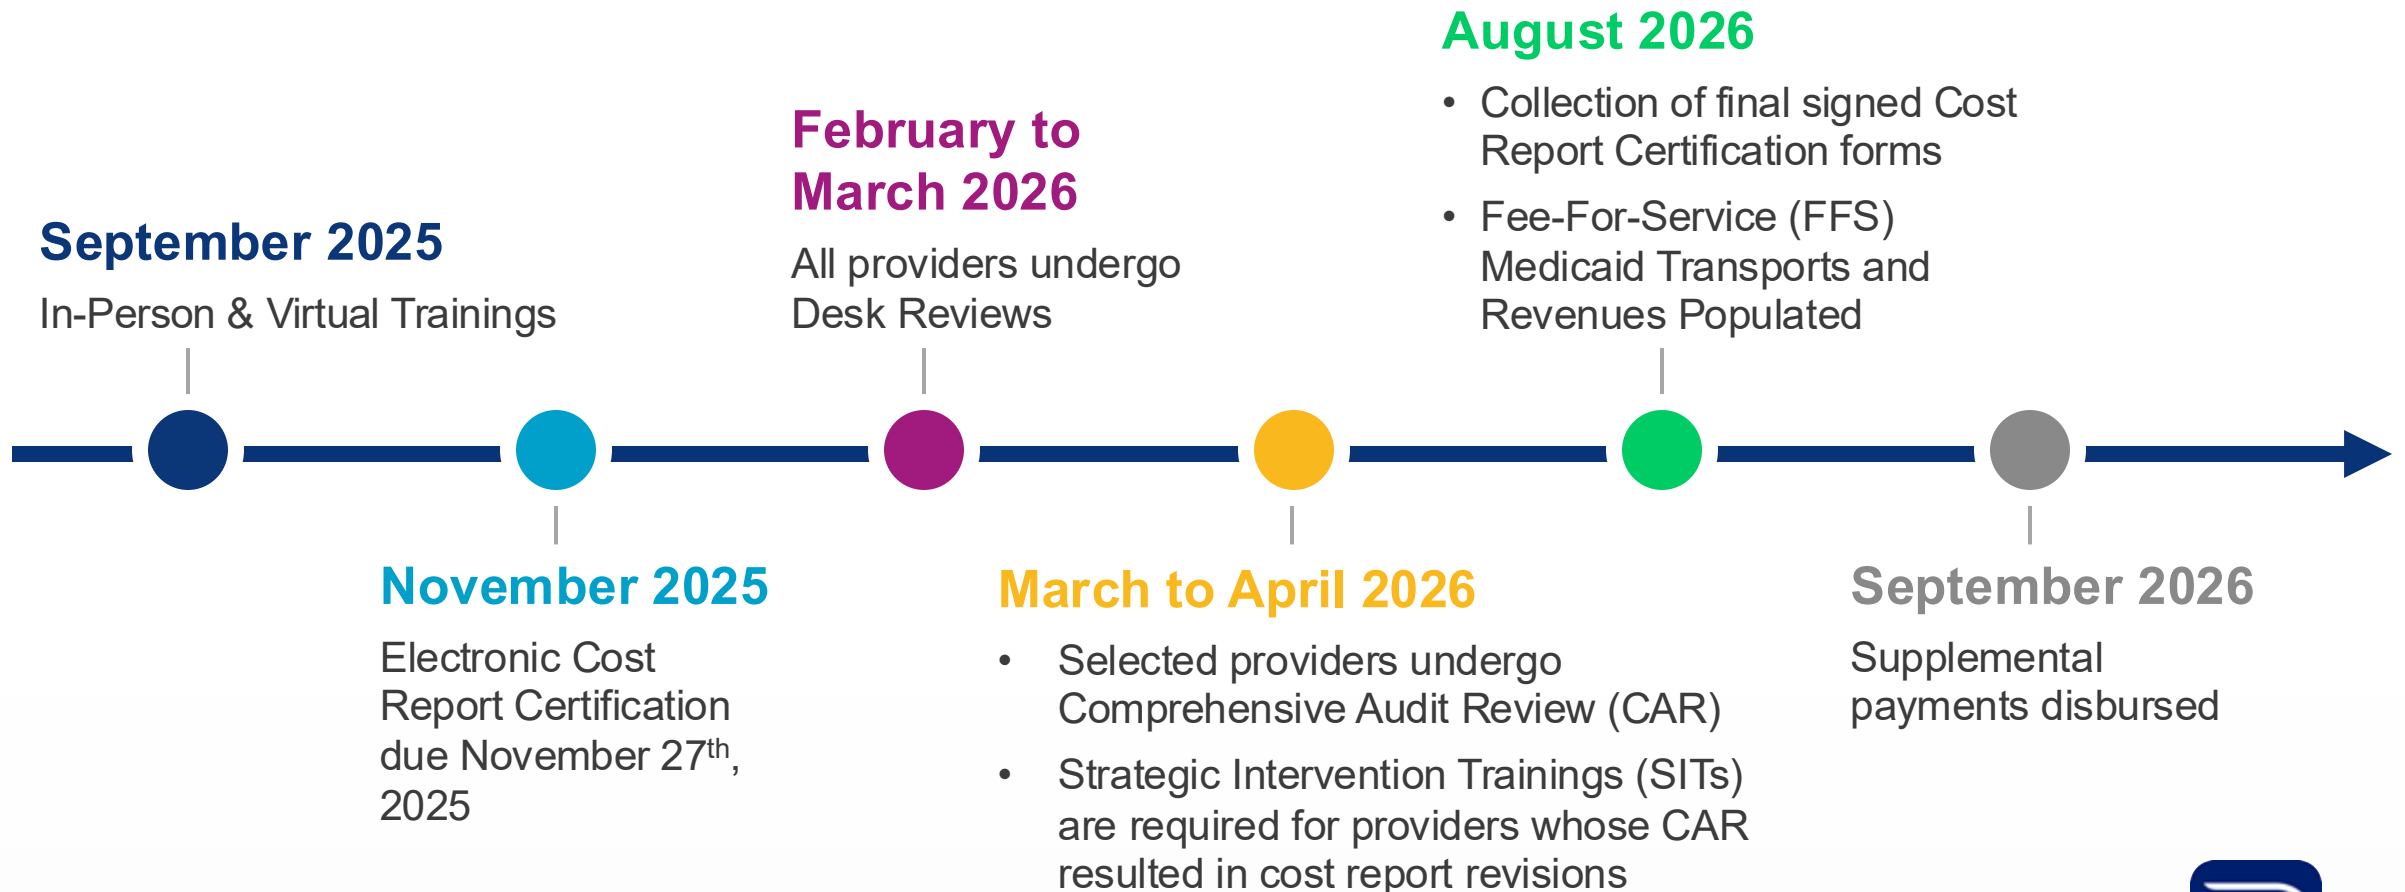 September 2025
In-Person & Virtual Trainings
November 2025
Electronic Cost
Report Certification
due November 27th,
2025
February to
March 2026
All providers undergo
Desk Reviews
March to April 2026
• Selected providers undergo
Comprehensive Audit Review (CAR)
• Strategic Intervention Trainings (SITs)
are required for providers whose CAR
resulted in cost report revisions
August 2026
• Collection of final signed Cost
Report Certification forms
• Fee-For-Service (FFS)
Medicaid Transports and
Revenues Populated
September 2026
Supplemental
payments disbursed